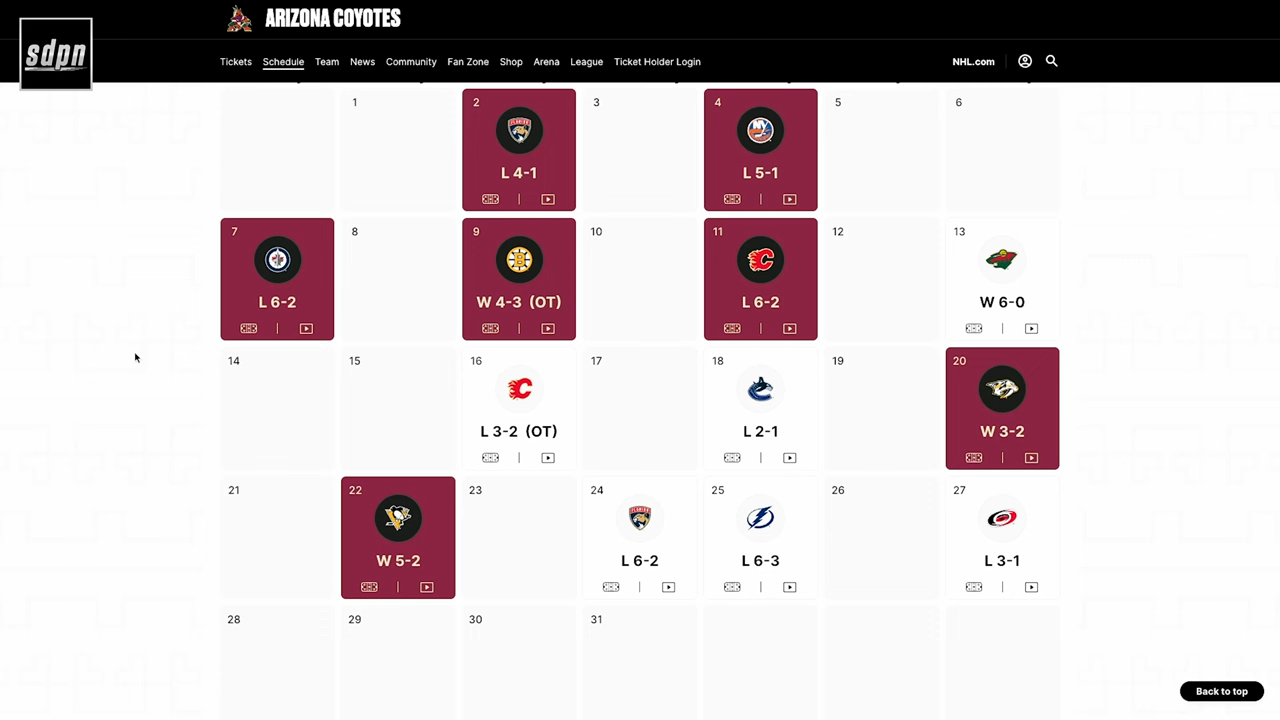 ARIZONA COYOTES
sdpn
Tickets Schedule Team News Community Fan Zone Shop Arena League Ticket Holder Login NHL.com
1 2 3 4 5 6
FLORIDA NY
L 4-1 L 5-1
7 8 9 10 11 12 13
B
L 6-2 W 4-3 (OT) L 6-2 W 6-0
14 15 16 17 18 19 20
L 3-2 (OT) L 2-1 W 3-2
21 22 23 24 25 26 27
FLORIDA
W 5-2 L 6-2 L 6-3 L 3-1
28 29 30 31
Back to top